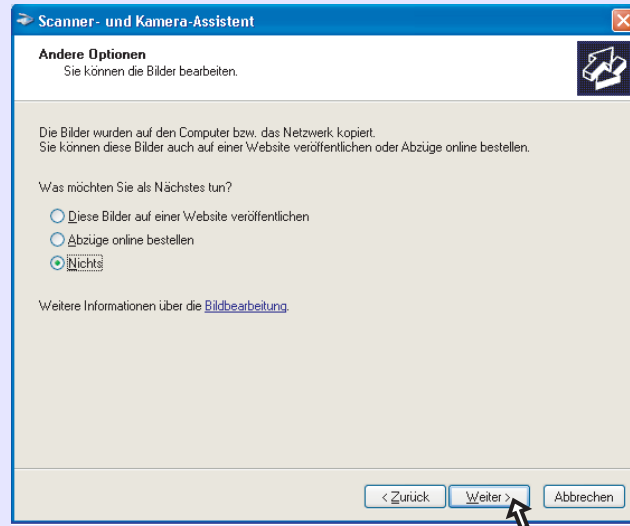 Scanner- und Kamera-Assistent
Andere Optionen
Sie können die Bilder bearbeiten.
Die Bilder wurden auf den Computer bzw. das Netzwerk kopiert.
Sie können diese Bilder auch auf einer Website veröffentlichen oder Abzüge online bestellen.
Was möchten Sie als Nächstes tun?
Diese Bilder auf einer Website veröffentlichen
Abzüge online bestellen
Nichts
Weitere Informationen über die Bildbearbeitung.
< Zurück Weiter > Abbrechen